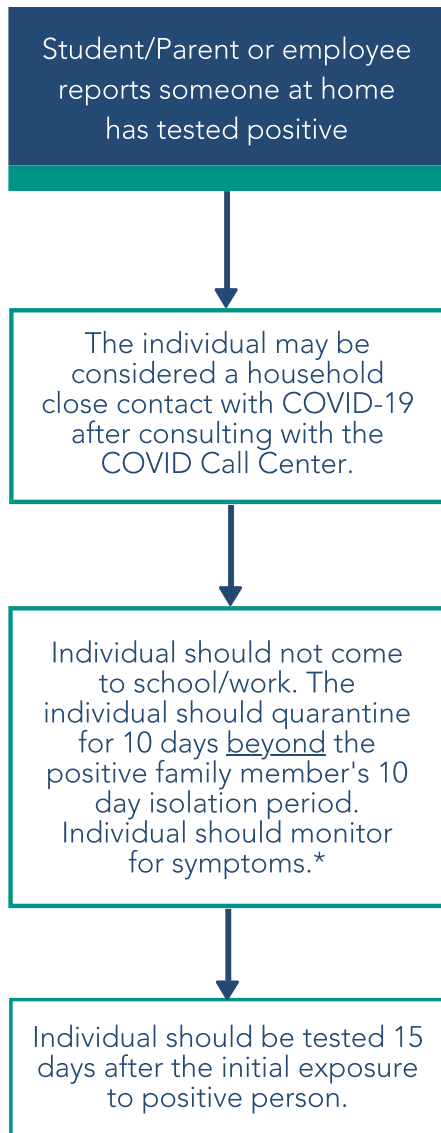 Student/Parent or employee
reports someone at home
has tested positive
The individual may be
considered a household
close contact with COVID-19
after consulting with the
COVID Call Center.
Individual should not come
to school/work. The
individual should quarantine
for 10 days beyond the
positive family member's 10
day isolation period.
Individual should monitor
for symptoms.*
Individual should be tested 15
days after the initial exposure
to positive person.